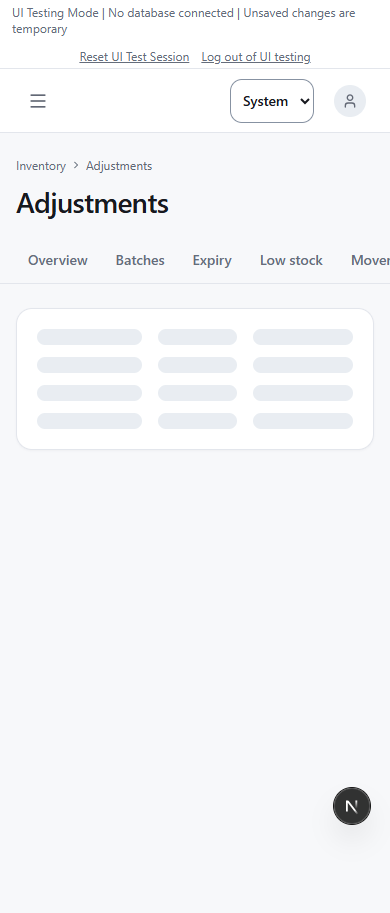 UI Testing Mode | No database connected | Unsaved changes are
temporary
Reset UI Test Session Log out of UI testing
System
Inventory > Adjustments
Adjustments
Overview Batches Expiry Low stock Mover
N